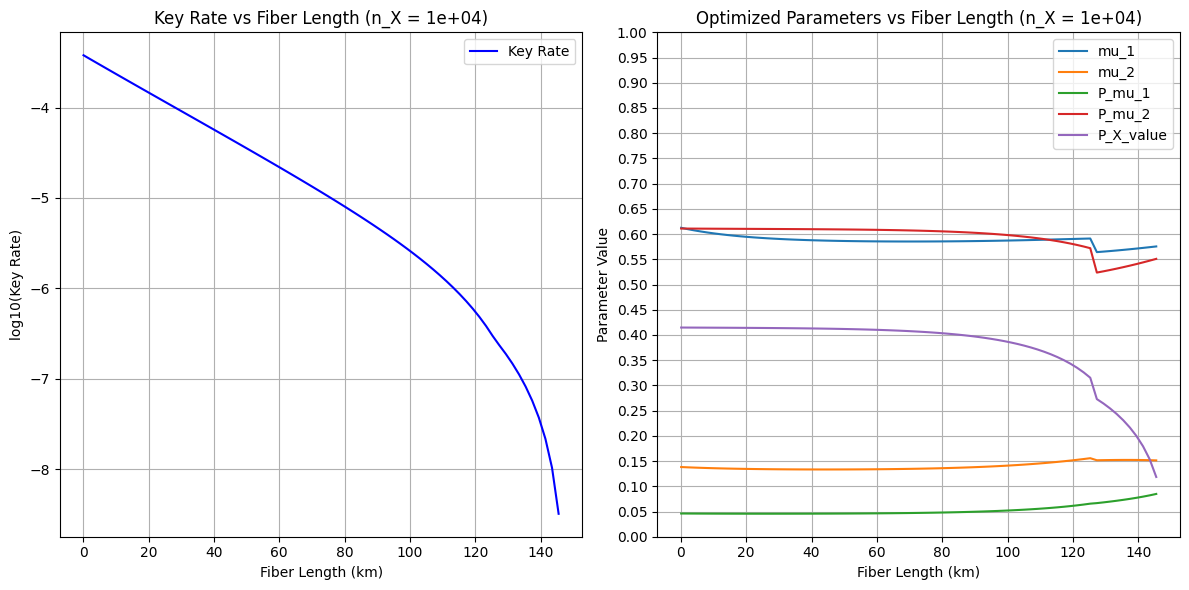 Key Rate vs Fiber Length (n_X = 1e+04)
Key Rate
log10(Key Rate)
−4
−5
−6
−7
−8
0 20 40 60 80 100 120 140
Fiber Length (km)
Optimized Parameters vs Fiber Length (n_X = 1e+04)
mu_1
mu_2
P_mu_1
P_mu_2
P_X_value
Parameter Value
1.00
0.95
0.90
0.85
0.80
0.75
0.70
0.65
0.60
0.55
0.50
0.45
0.40
0.35
0.30
0.25
0.20
0.15
0.10
0.05
0.00
0 20 40 60 80 100 120 140
Fiber Length (km)